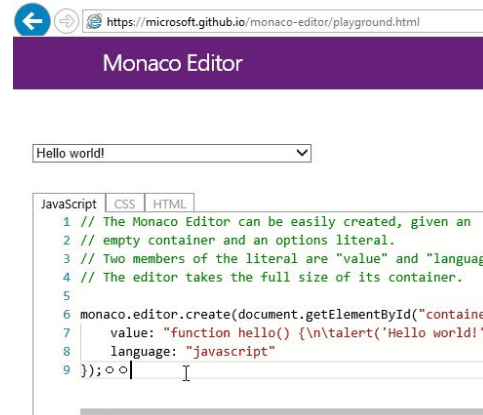 https://microsoft.github.io/monaco-editor/playground.html
Monaco Editor
Hello world!
JavaScript CSS HTML
1 // The Monaco Editor can be easily created, given an
2 // empty container and an options literal.
3 // Two members of the literal are "value" and "languag
4 // The editor takes the full size of its container.
5
6 monaco.editor.create(document.getElementById("containe
7 value: "function hello() {\n\talert('Hello world!'
8 language: "javascript"
9 });○○